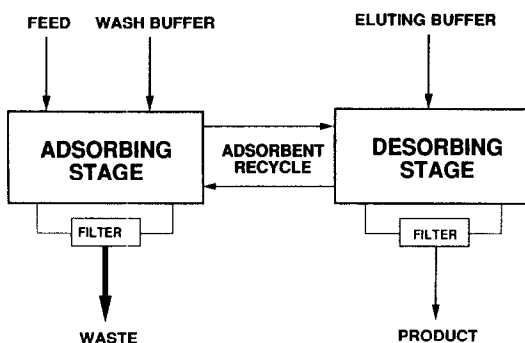 FEED
WASH BUFFER
ELUTING BUFFER
ADSORBING
STAGE
ADSORBENT
RECYCLE
DESORBING
STAGE
FILTER
FILTER
WASTE
PRODUCT